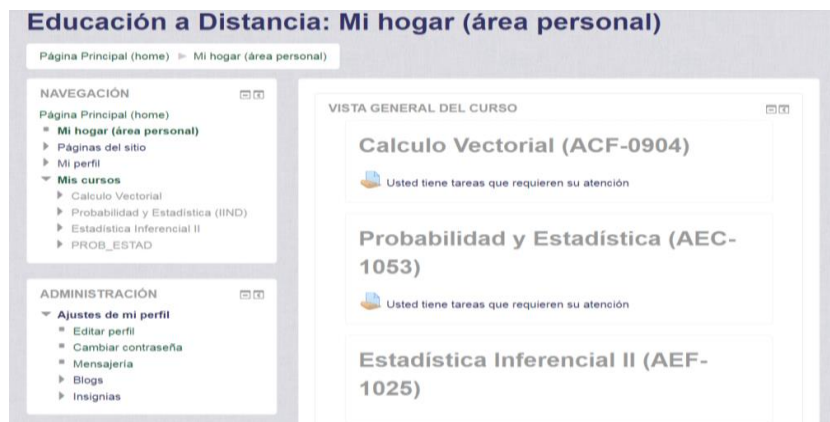 Educación a Distancia: Mi hogar (área personal)
Página Principal (home) Mi hogar (área personal)
NAVEGACIÓN
Página Principal (home)
Mi hogar (área personal)
Páginas del sitio
Mi perfil
Mis cursos
Calculo Vectorial
Probabilidad y Estadística (IIND)
Estadística Inferencial II
PROB_ESTAD
ADMINISTRACIÓN
Ajustes de mi perfil
Editar perfil
Cambiar contraseña
Mensajería
Blogs
Insignias
VISTA GENERAL DEL CURSO
Calculo Vectorial (ACF-0904)
Usted tiene tareas que requieren su atención
Probabilidad y Estadística (AEC-
1053)
Usted tiene tareas que requieren su atención
Estadística Inferencial II (AEF-
1025)